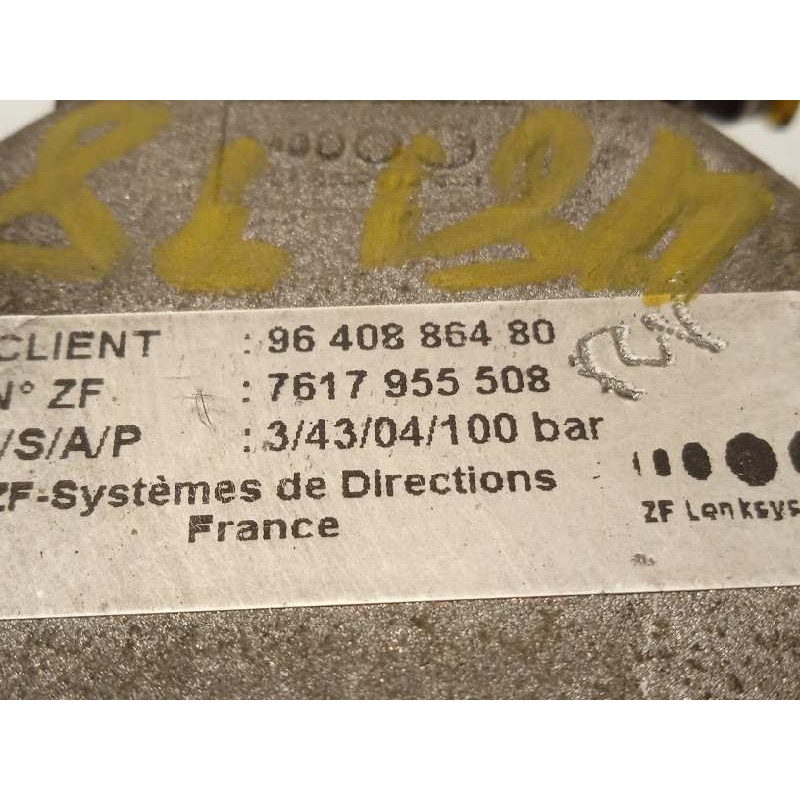 CLIENT : 96 408 864 80
N° ZF : 7617 955 508
/S/A/P : 3/43/04/100 bar
ZF-Systèmes de Directions
France
ZF Lenksys